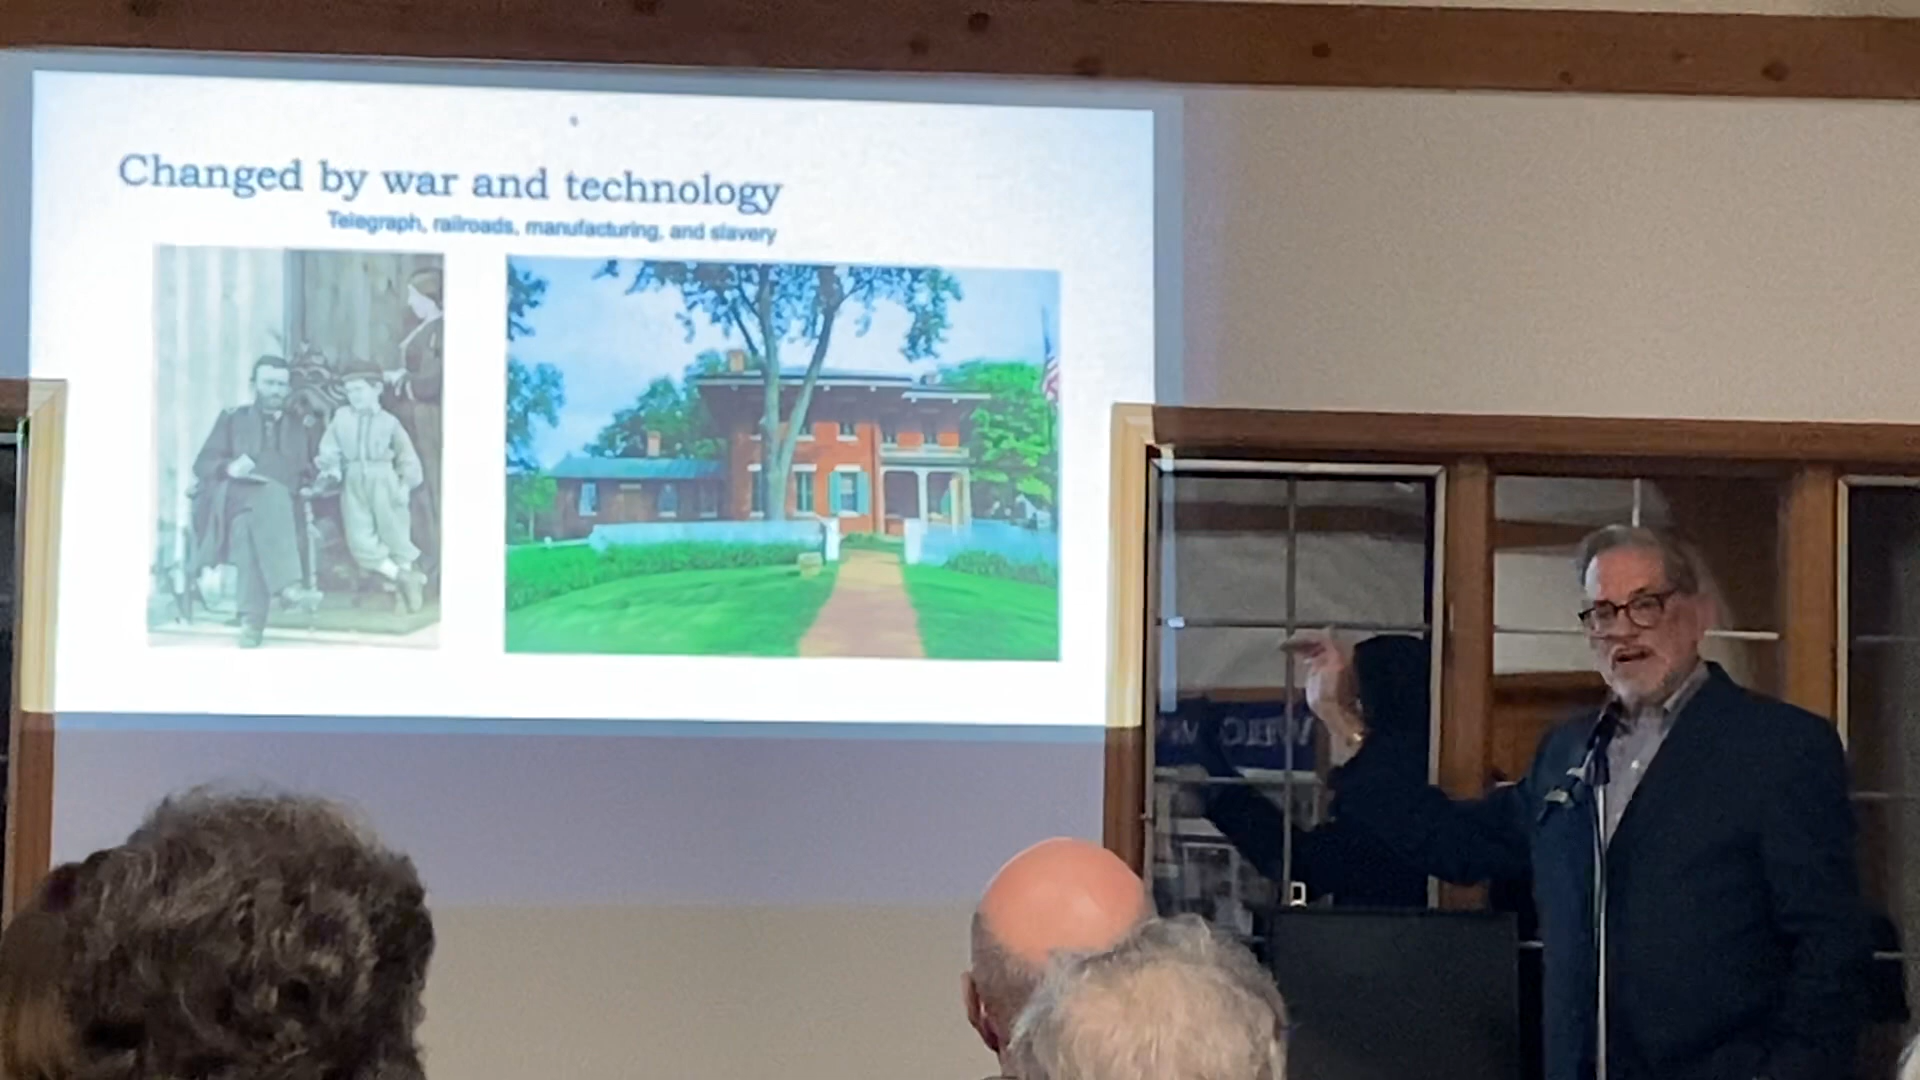 Changed by war and technology
Telegraph, railroads, manufacturing, and slavery